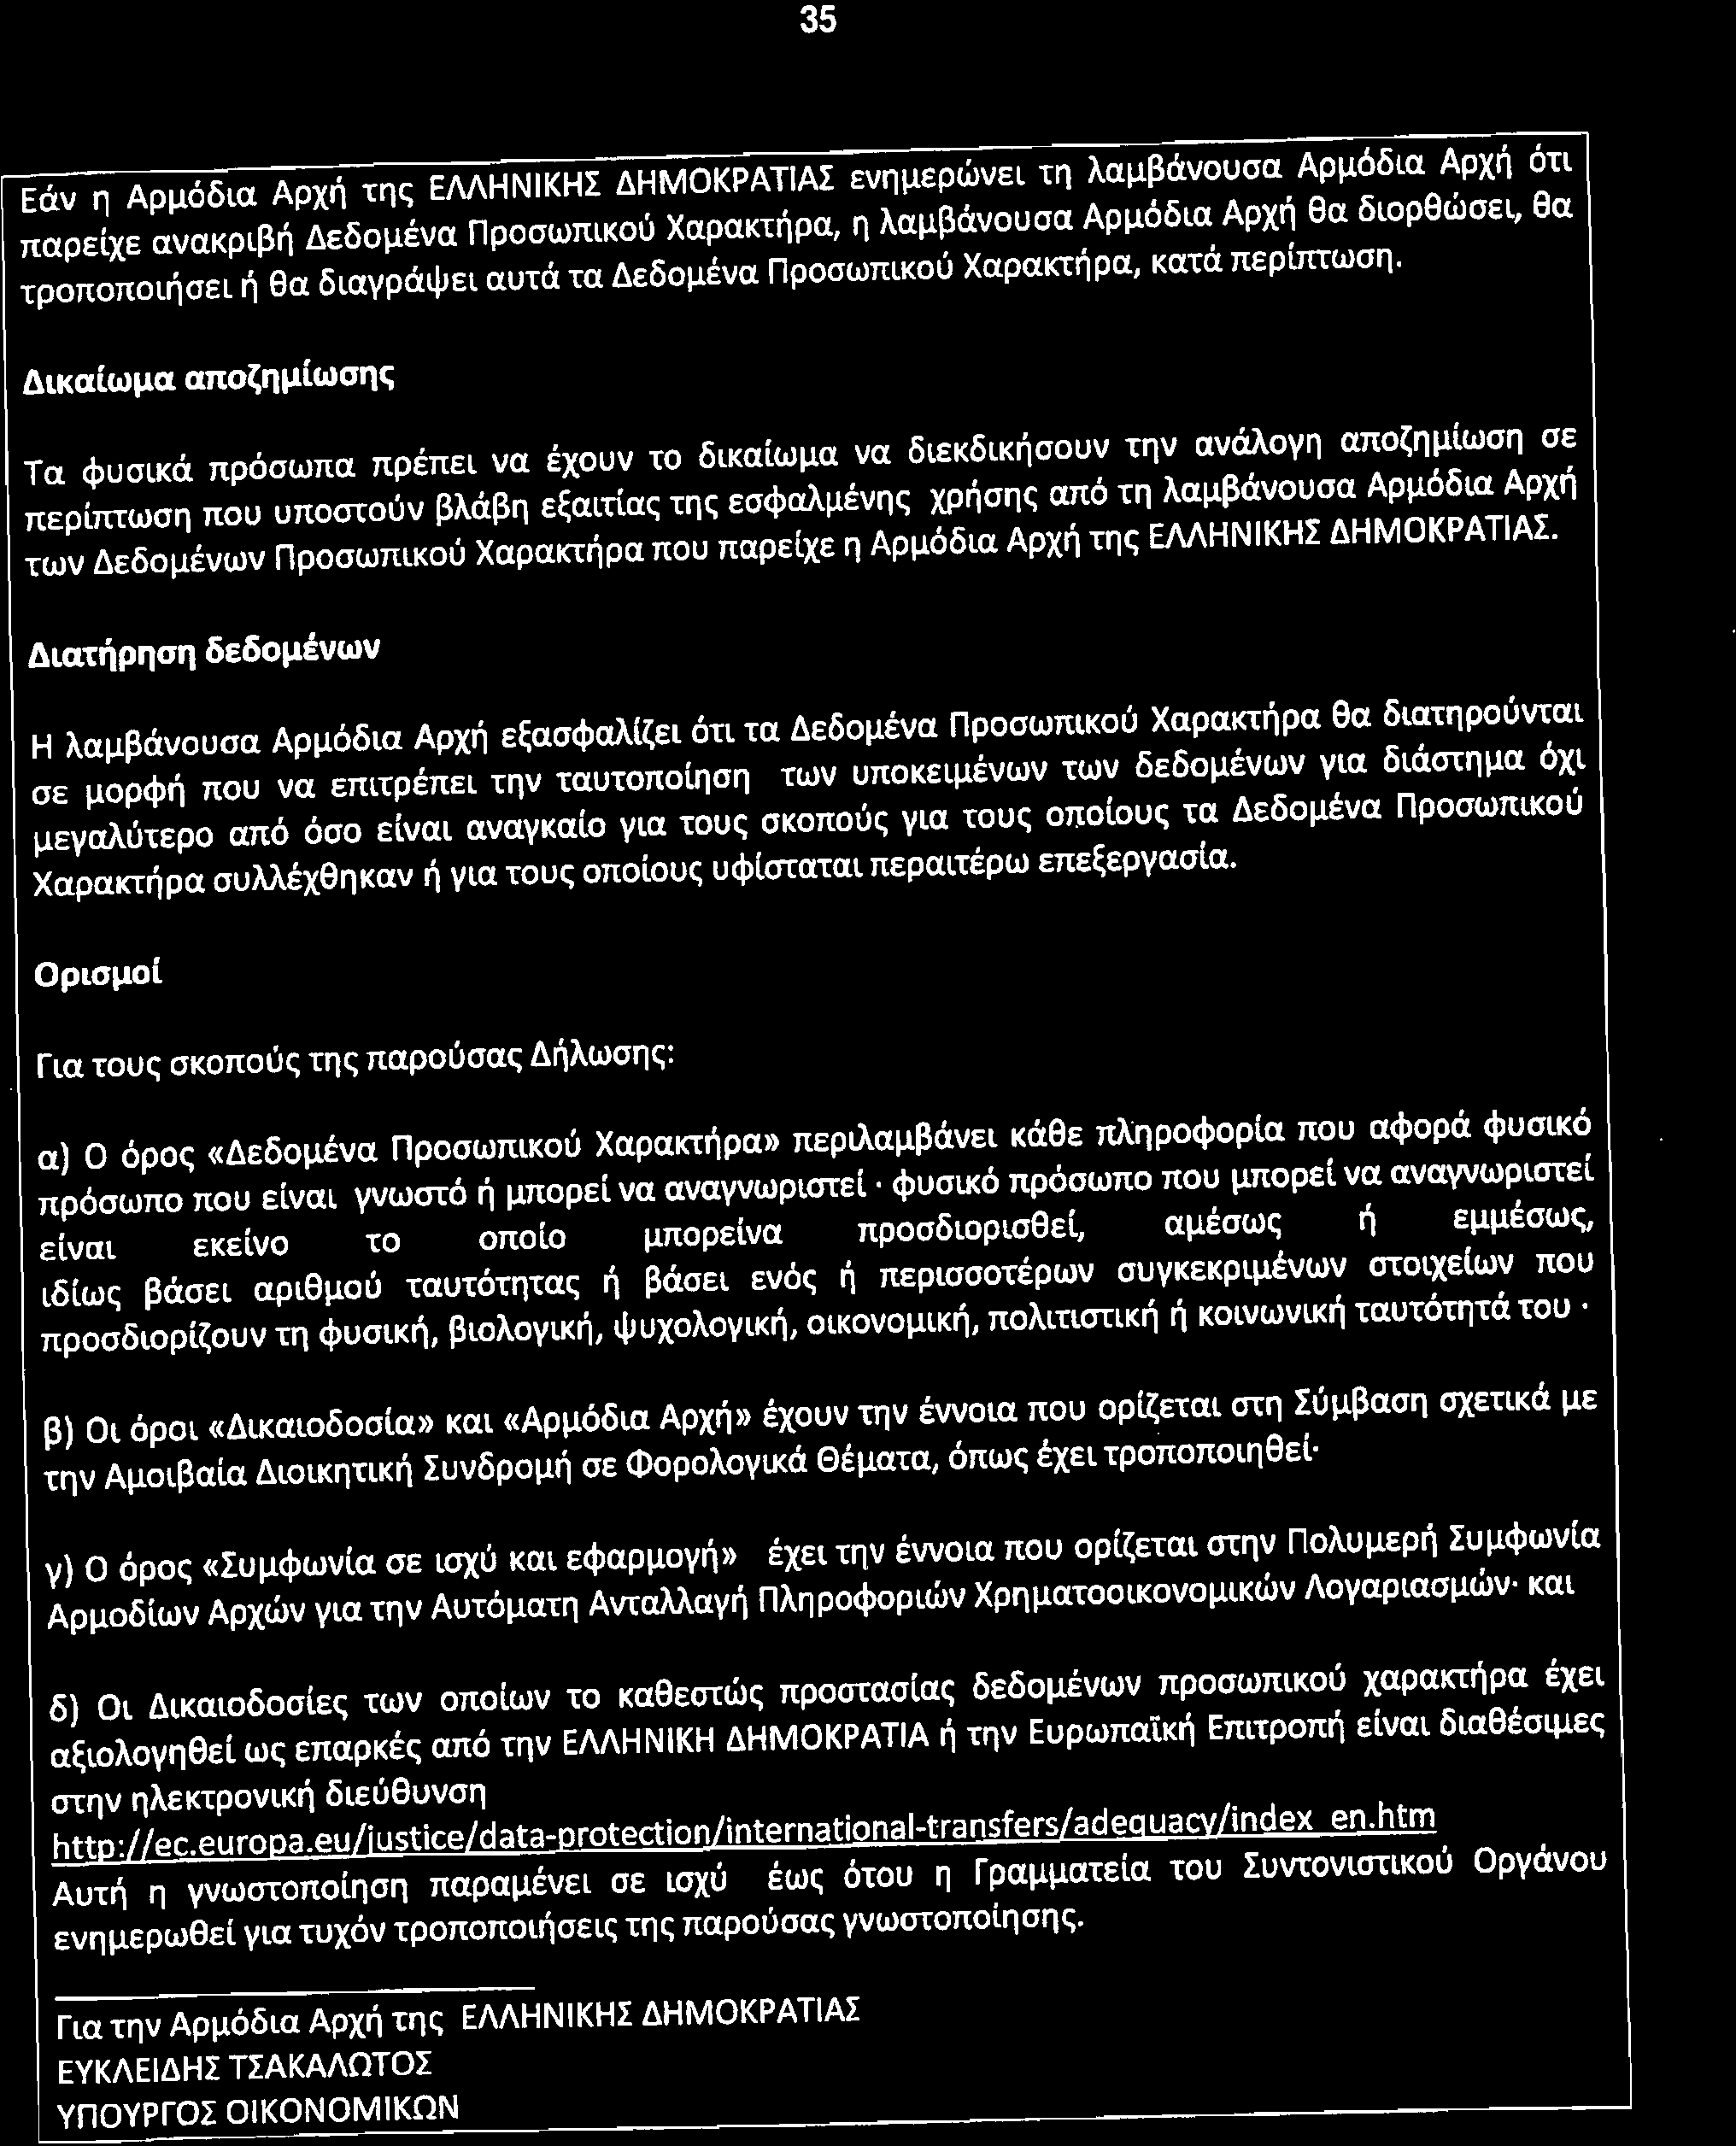 35
Εάν η Αρμόδια Αρχή της ΕΛΛΗΝΙΚΗΣ ΔΗΜΟΚΡΑΤΙΑΣ ενημερώνει τη λαμβάνουσα Αρμόδια Αρχή ότι
παρείχε ανακριβή Δεδομένα Προσωπικού Χαρακτήρα, η λαμβάνουσα Αρμόδια Αρχή θα διορθώσει, θα
τροποποιήσει ή θα διαγράψει αυτά τα Δεδομένα Προσωπικού Χαρακτήρα, κατά περίπτωση.
Δικαίωμα αποζημίωσης
Τα φυσικά πρόσωπα πρέπει να έχουν το δικαίωμα να διεκδικήσουν την ανάλογη αποζημίωση σε
περίπτωση που υποστούν βλάβη εξαιτίας της εσφαλμένης χρήσης από τη λαμβάνουσα Αρμόδια Αρχή
των Δεδομένων Προσωπικού Χαρακτήρα που παρείχε η Αρμόδια Αρχή της ΕΛΛΗΝΙΚΗΣ ΔΗΜΟΚΡΑΤΙΑΣ.
Διατήρηση δεδομένων
Η λαμβάνουσα Αρμόδια Αρχή εξασφαλίζει ότι τα Δεδομένα Προσωπικού Χαρακτήρα θα διατηρούνται
σε μορφή που να επιτρέπει την ταυτοποίηση των υποκειμένων των δεδομένων για διάστημα όχι
μεγαλύτερο από όσο είναι αναγκαίο για τους σκοπούς για τους οποίους τα Δεδομένα Προσωπικού
Χαρακτήρα συλλέχθηκαν ή για τους οποίους υφίσταται περαιτέρω επεξεργασία.
Ορισμοί
Για τους σκοπούς της παρούσας Δήλωσης:
α) Ο όρος «Δεδομένα Προσωπικού Χαρακτήρα» περιλαμβάνει κάθε πληροφορία που αφορά φυσικό
πρόσωπο που είναι γνωστό ή μπορεί να αναγνωριστεί · φυσικό πρόσωπο που μπορεί να αναγνωριστεί
είναι εκείνο το οποίο μπορείνα προσδιορισθεί, αμέσως ή εμμέσως,
ιδίως βάσει αριθμού ταυτότητας ή βάσει ενός ή περισσοτέρων συγκεκριμένων στοιχείων που
προσδιορίζουν τη φυσική, βιολογική, ψυχολογική, οικονομική, πολιτιστική ή κοινωνική ταυτότητά του ·
β) Οι όροι «Δικαιοδοσία» και «Αρμόδια Αρχή» έχουν την έννοια που ορίζεται στη Σύμβαση σχετικά με
την Αμοιβαία Διοικητική Συνδρομή σε Φορολογικά Θέματα, όπως έχει τροποποιηθεί·
γ) Ο όρος «Συμφωνία σε ισχύ και εφαρμογή» έχει την έννοια που ορίζεται στην Πολυμερή Συμφωνία
Αρμοδίων Αρχών για την Αυτόματη Ανταλλαγή Πληροφοριών Χρηματοοικονομικών Λογαριασμών· και
δ) Οι Δικαιοδοσίες των οποίων το καθεστώς προστασίας δεδομένων προσωπικού χαρακτήρα έχει
αξιολογηθεί ως επαρκές από την ΕΛΛΗΝΙΚΗ ΔΗΜΟΚΡΑΤΙΑ ή την Ευρωπαϊκή Επιτροπή είναι διαθέσιμες
στην ηλεκτρονική διεύθυνση
http://ec.europa.eu/justice/data-protection/international-transfers/adequacy/index_en.htm
Αυτή η γνωστοποίηση παραμένει σε ισχύ έως ότου η Γραμματεία του Συντονιστικού Οργάνου
ενημερωθεί για τυχόν τροποποιήσεις της παρούσας γνωστοποίησης.
Για την Αρμόδια Αρχή της ΕΛΛΗΝΙΚΗΣ ΔΗΜΟΚΡΑΤΙΑΣ
ΕΥΚΛΕΙΔΗΣ ΤΣΑΚΑΛΩΤΟΣ
ΥΠΟΥΡΓΟΣ ΟΙΚΟΝΟΜΙΚΩΝ